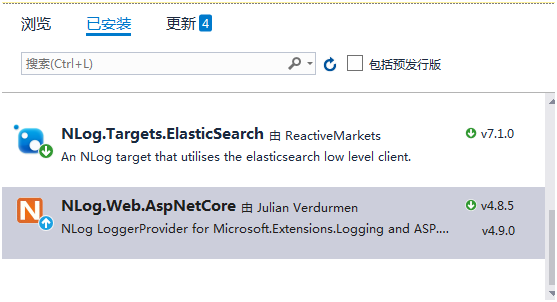 浏览 已安装 更新 4
搜索(Ctrl+L) 包括预发行版
NLog.Targets.ElasticSearch 由 ReactiveMarkets v7.1.0
An NLog target that utilises the elasticsearch low level client.
NLog.Web.AspNetCore 由 Julian Verdurmen v4.8.5
NLog LoggerProvider for Microsoft.Extensions.Logging and ASP.... v4.9.0